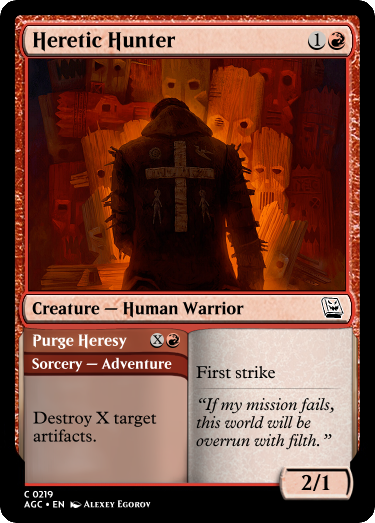 Heretic Hunter 1
Creature — Human Warrior
Purge Heresy X
Sorcery — Adventure
Destroy X target
artifacts.
First strike
“If my mission fails,
this world will be
overrun with filth.”
2/1
C 0219
AGC • EN Alexey Egorov